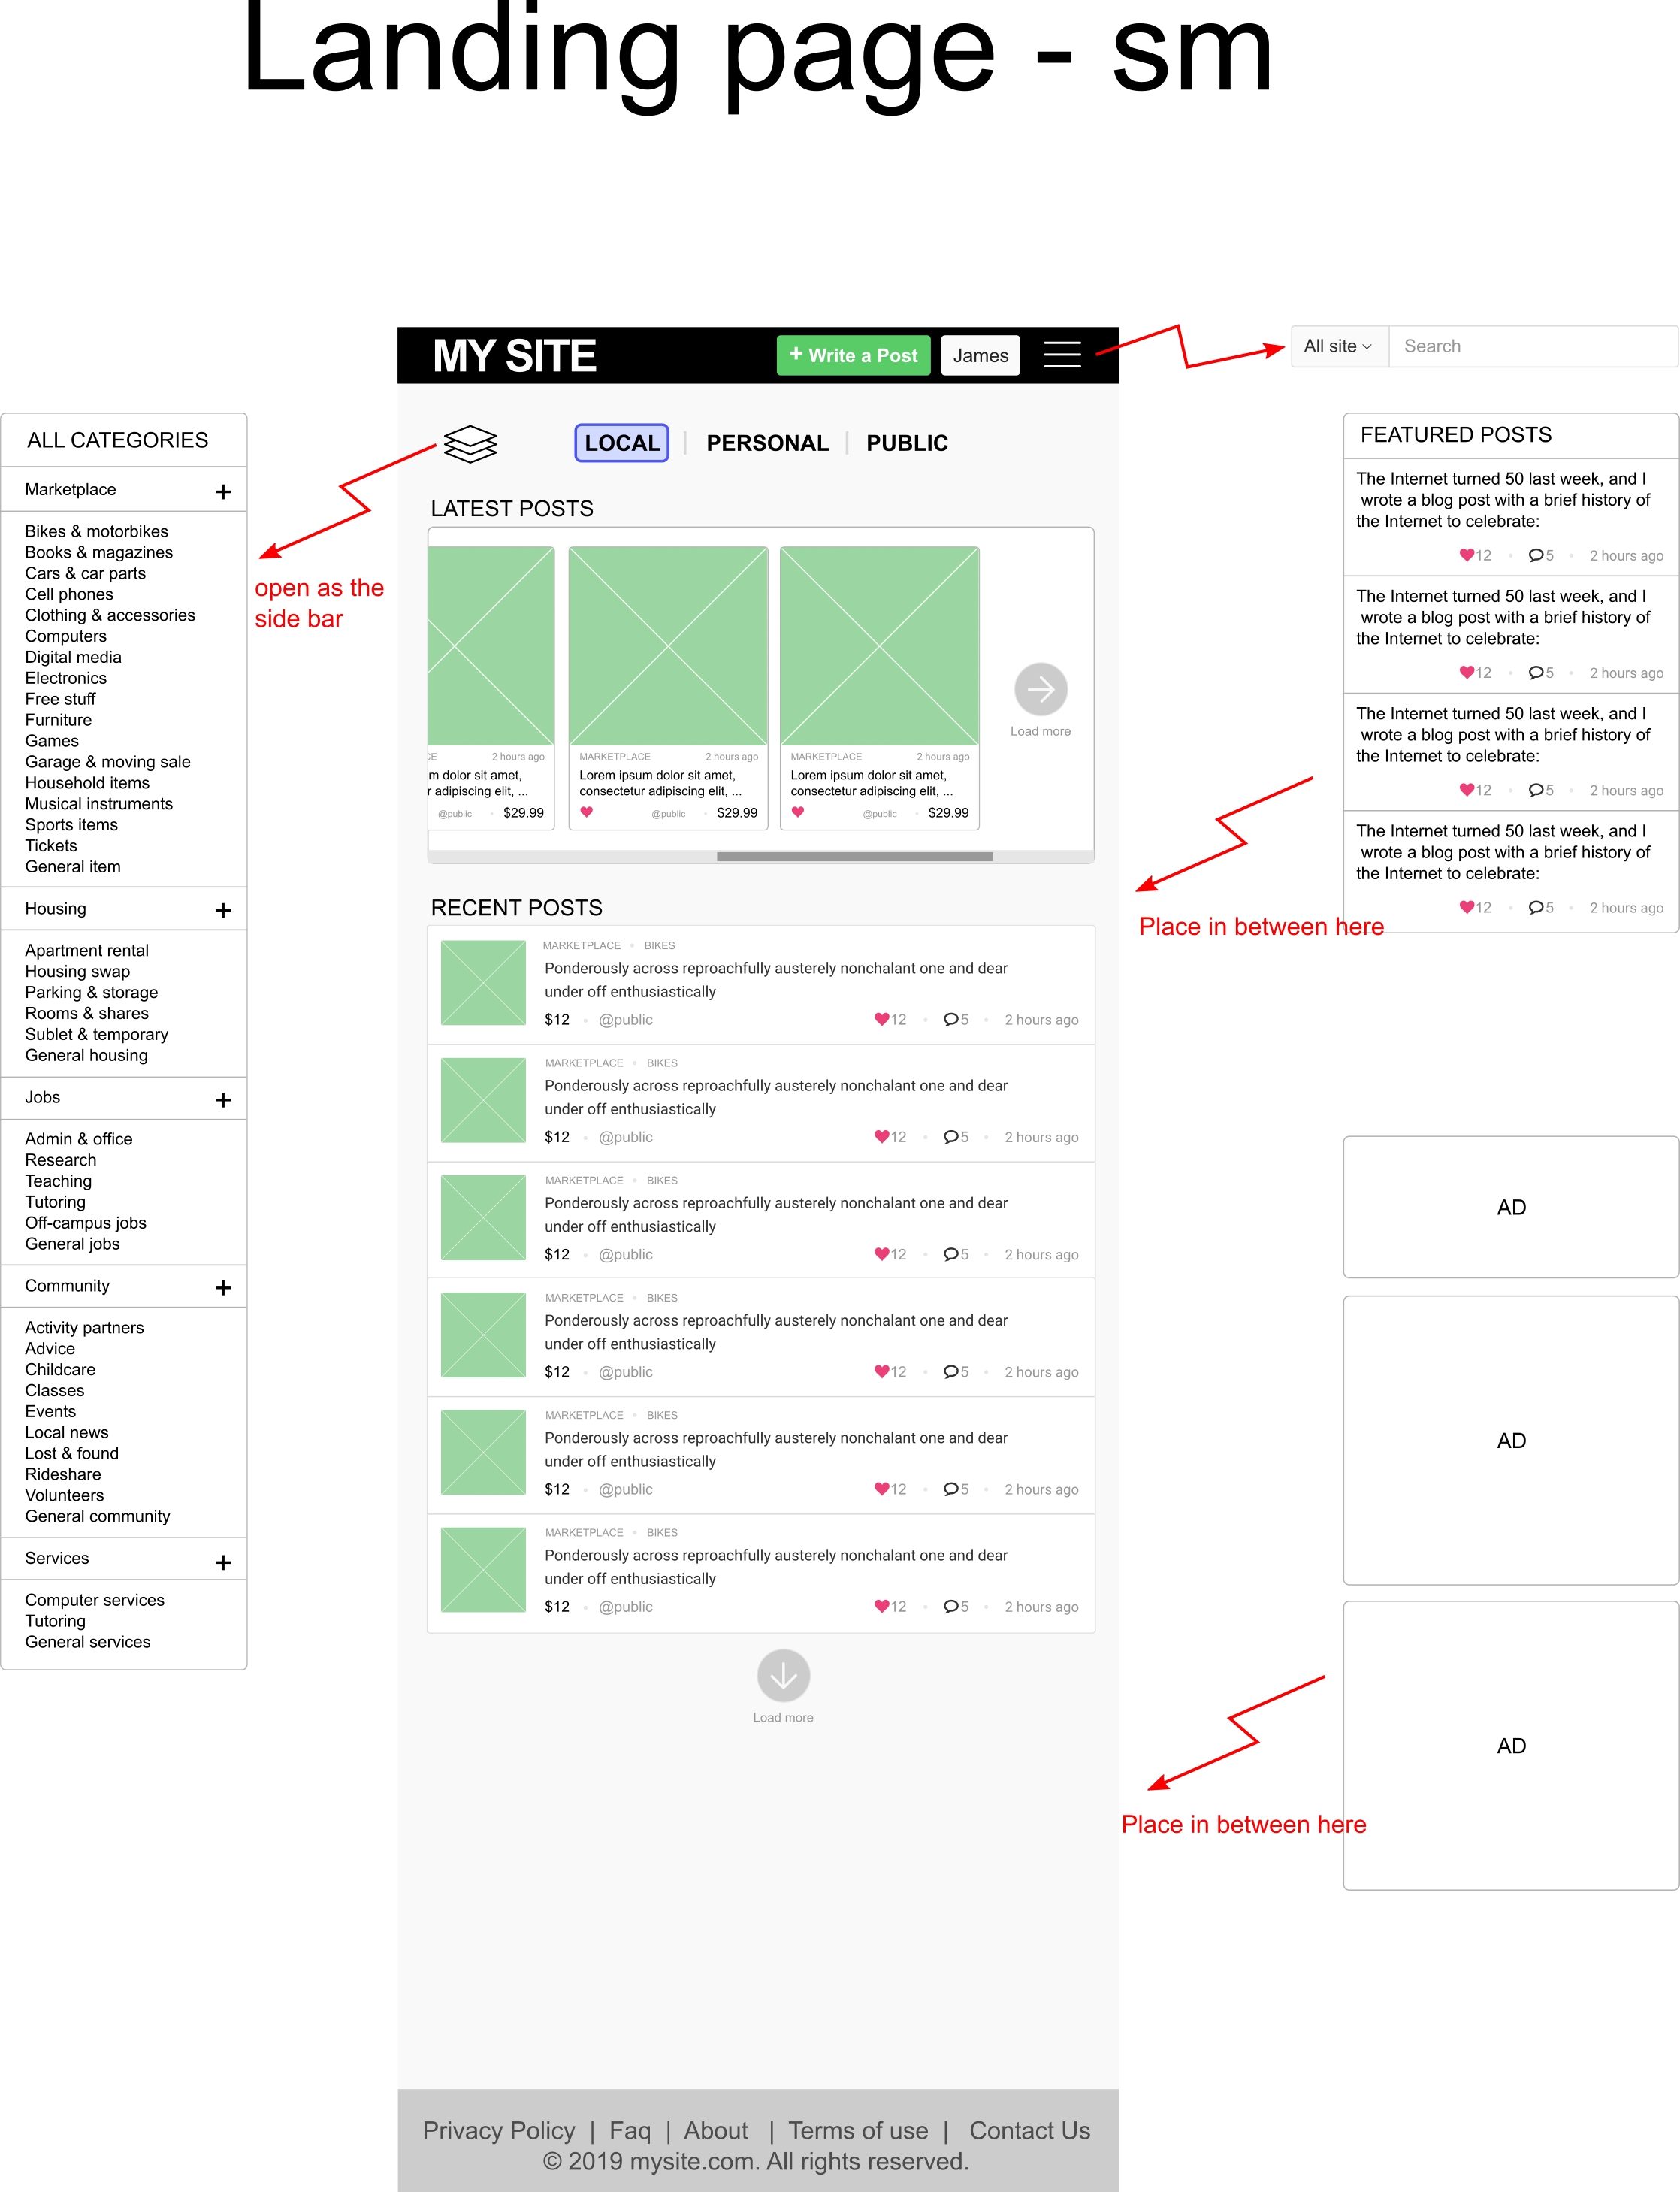 Landing page - sm
MY SITE
+ Write a Post
James
All site
Search
ALL CATEGORIES
Marketplace +
Bikes & motorbikes
Books & magazines
Cars & car parts
Cell phones
Clothing & accessories
Computers
Digital media
Electronics
Free stuff
Furniture
Games
Garage & moving sale
Household items
Musical instruments
Sports items
Tickets
General item
Housing +
Apartment rental
Housing swap
Parking & storage
Rooms & shares
Sublet & temporary
General housing
Jobs +
Admin & office
Research
Teaching
Tutoring
Off-campus jobs
General jobs
Community +
Activity partners
Advice
Childcare
Classes
Events
Local news
Lost & found
Rideshare
Volunteers
General community
Services +
Computer services
Tutoring
General services
open as the
side bar
LOCAL | PERSONAL | PUBLIC
LATEST POSTS
CE 2 hours ago
m dolor sit amet,
r adipiscing elit, ...
@public • $29.99
MARKETPLACE 2 hours ago
Lorem ipsum dolor sit amet,
consectetur adipiscing elit, ...
@public • $29.99
MARKETPLACE 2 hours ago
Lorem ipsum dolor sit amet,
consectetur adipiscing elit, ...
@public • $29.99
Load more
RECENT POSTS
MARKETPLACE • BIKES
Ponderously across reproachfully austerely nonchalant one and dear
under off enthusiastically
$12 • @public 12 • 5 • 2 hours ago
MARKETPLACE • BIKES
Ponderously across reproachfully austerely nonchalant one and dear
under off enthusiastically
$12 • @public 12 • 5 • 2 hours ago
MARKETPLACE • BIKES
Ponderously across reproachfully austerely nonchalant one and dear
under off enthusiastically
$12 • @public 12 • 5 • 2 hours ago
MARKETPLACE • BIKES
Ponderously across reproachfully austerely nonchalant one and dear
under off enthusiastically
$12 • @public 12 • 5 • 2 hours ago
MARKETPLACE • BIKES
Ponderously across reproachfully austerely nonchalant one and dear
under off enthusiastically
$12 • @public 12 • 5 • 2 hours ago
MARKETPLACE • BIKES
Ponderously across reproachfully austerely nonchalant one and dear
under off enthusiastically
$12 • @public 12 • 5 • 2 hours ago
Load more
FEATURED POSTS
The Internet turned 50 last week, and I
wrote a blog post with a brief history of
the Internet to celebrate:
12 • 5 • 2 hours ago
The Internet turned 50 last week, and I
wrote a blog post with a brief history of
the Internet to celebrate:
12 • 5 • 2 hours ago
The Internet turned 50 last week, and I
wrote a blog post with a brief history of
the Internet to celebrate:
12 • 5 • 2 hours ago
The Internet turned 50 last week, and I
wrote a blog post with a brief history of
the Internet to celebrate:
12 • 5 • 2 hours ago
Place in between here
AD
AD
AD
Place in between here
Privacy Policy | Faq | About | Terms of use | Contact Us
© 2019 mysite.com. All rights reserved.